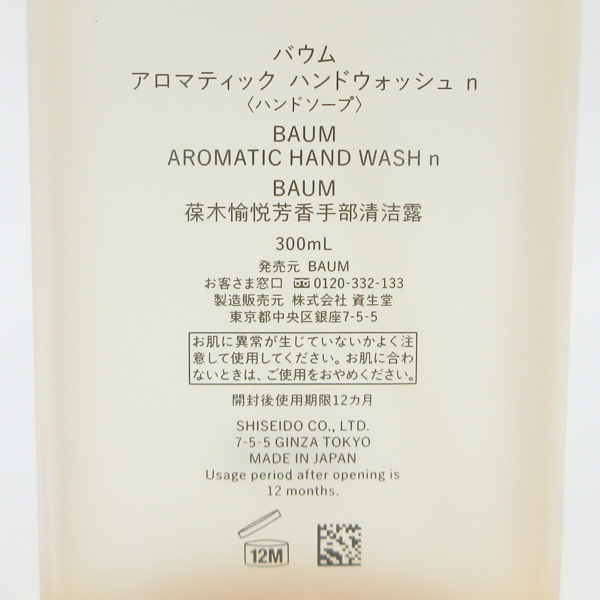 バウム
アロマティック ハンドウォッシュ n
〈ハンドソープ〉
BAUM
AROMATIC HAND WASH n
BAUM
葆木愉悦芳香手部清洁露
300mL
発売元 BAUM
お客さま窓口 0120-332-133
製造販売元 株式会社 資生堂
東京都中央区銀座7-5-5
お肌に異常が生じていないかよく注
意して使用してください。お肌に合わ
ないときは、ご使用をおやめください。
開封後使用期限12カ月
SHISEIDO CO., LTD.
7-5-5 GINZA TOKYO
MADE IN JAPAN
Usage period after opening is
12 months.
12M